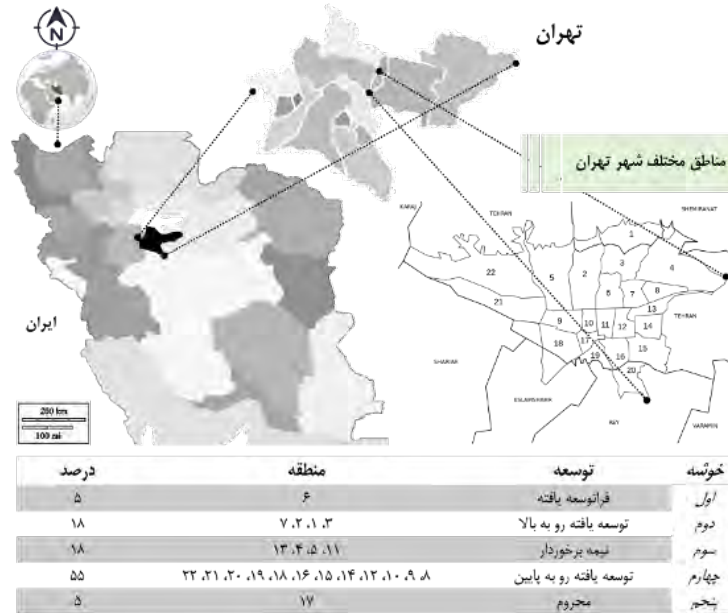 N
تهران
مناطق مختلف شهر تهران
ایران
280 km
100 mi
KARAJ
TEHRAN
SHEMIRANAT
1
2
3
4
5
22
6
7
8
21
13
TEHRAN
9
10
11
12
14
18
17
15
19
16
20
SHARIAR
ESLAMSHAHR
RAY
VARAMIN
خوشه توسعه منطقه درصد
اول فراتوسعه یافته ۶ ۵
دوم توسعه یافته رو به بالا ۳، ۱، ۲، ۷ ۱۸
سوم نیمه برخوردار ۱۱، ۵، ۴، ۱۳ ۱۸
چهارم توسعه یافته رو به پایین ۸، ۹، ۱۰، ۱۲، ۱۴، ۱۵، ۱۶، ۱۸، ۱۹، ۲۰، ۲۱، ۲۲ ۵۵
پنجم محروم ۱۷ ۵